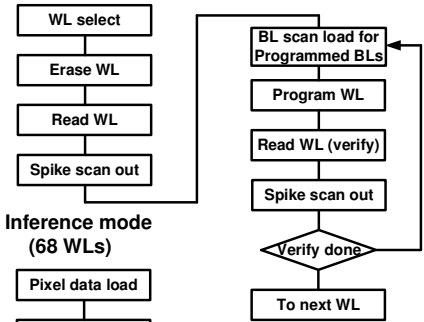 WL select
Erase WL
Read WL
Spike scan out
Inference mode
(68 WLs)
Pixel data load
BL scan load for
Programmed BLs
Program WL
Read WL (verify)
Spike scan out
Verify done
To next WL